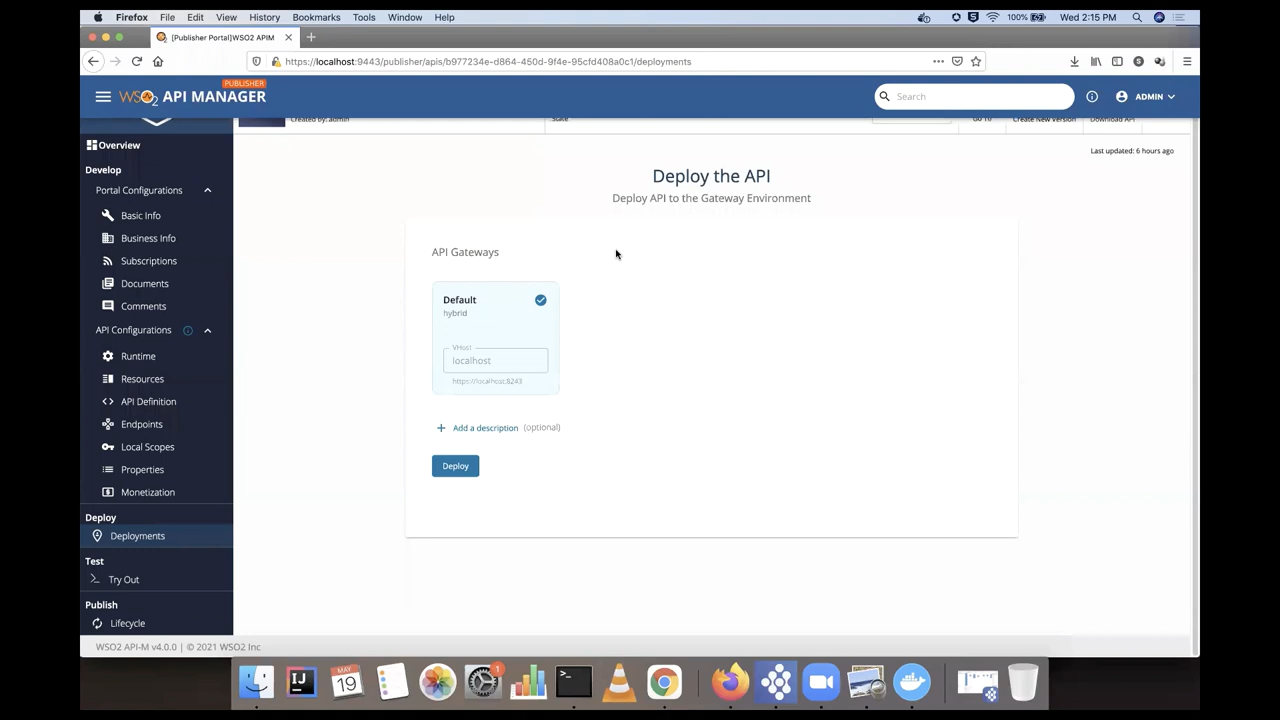 Firefox File Edit View History Bookmarks Tools Window Help 100% Wed 2:15 PM
[Publisher Portal]WSO2 APIM
https://localhost:9443/publisher/apis/b977234e-d864-450d-9f4e-95cfd408a0c1/deployments
PUBLISHER
WSO2 API MANAGER Search ADMIN
Created by: admin State Go To Create New Version Download API
Last updated: 6 hours ago
Overview
Develop
Portal Configurations
Basic Info
Business Info
Subscriptions
Documents
Comments
API Configurations
Runtime
Resources
API Definition
Endpoints
Local Scopes
Properties
Monetization
Deploy
Deployments
Test
Try Out
Publish
Lifecycle
Deploy the API
Deploy API to the Gateway Environment
API Gateways
Default
hybrid
VHost
localhost
https://localhost:8243
Add a description (optional)
Deploy
WSO2 API-M v4.0.0 | © 2021 WSO2 Inc
IJ
MAY
19
1